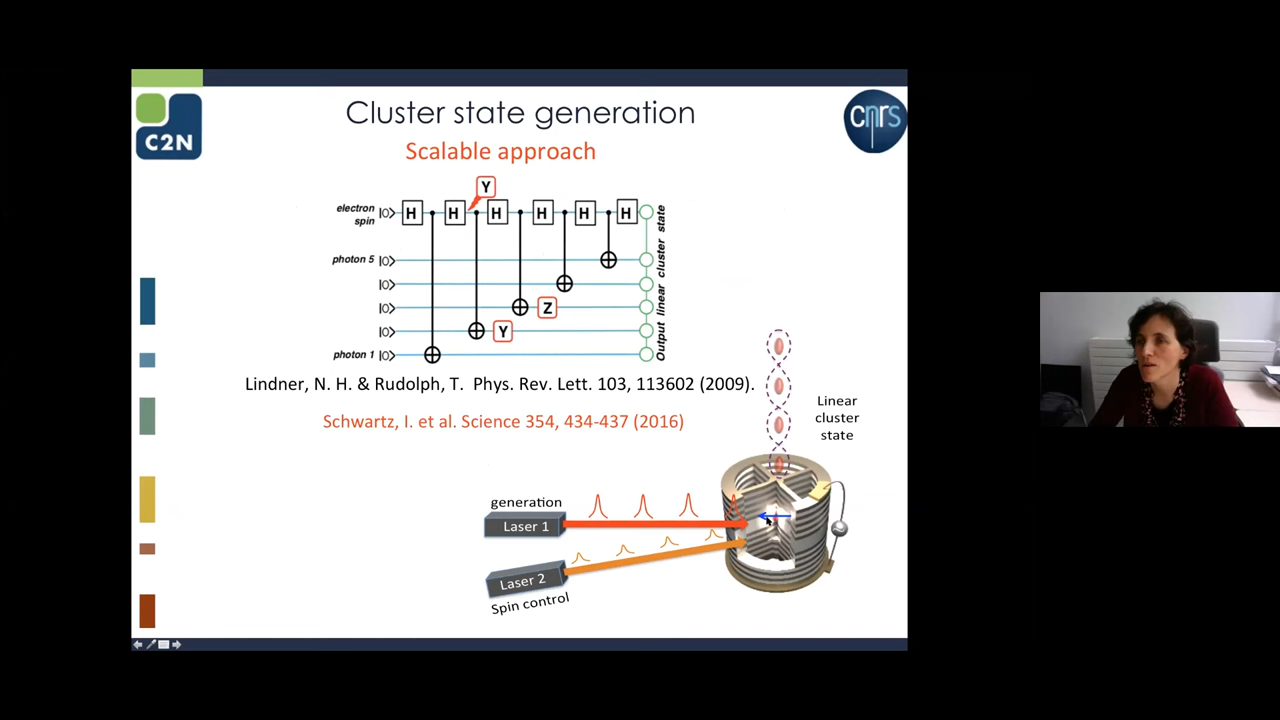 C2N
Cluster state generation
cnrs
Scalable approach
Y
electron spin |0> H H H H H H
photon 5 |0>
|0>
|0> Z
|0> Y
photon 1 |0>
Output linear cluster state
Lindner, N. H. & Rudolph, T. Phys. Rev. Lett. 103, 113602 (2009).
Schwartz, I. et al. Science 354, 434-437 (2016)
Linear
cluster
state
generation
Laser 1
Laser 2
Spin control